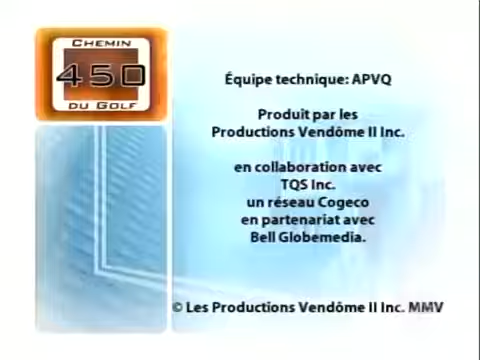 CHEMIN
450
DU GOLF
Équipe technique: APVQ
Produit par les
Productions Vendôme II Inc.
en collaboration avec
TQS Inc.
un réseau Cogeco
en partenariat avec
Bell Globemedia.
© Les Productions Vendôme II Inc. MMV